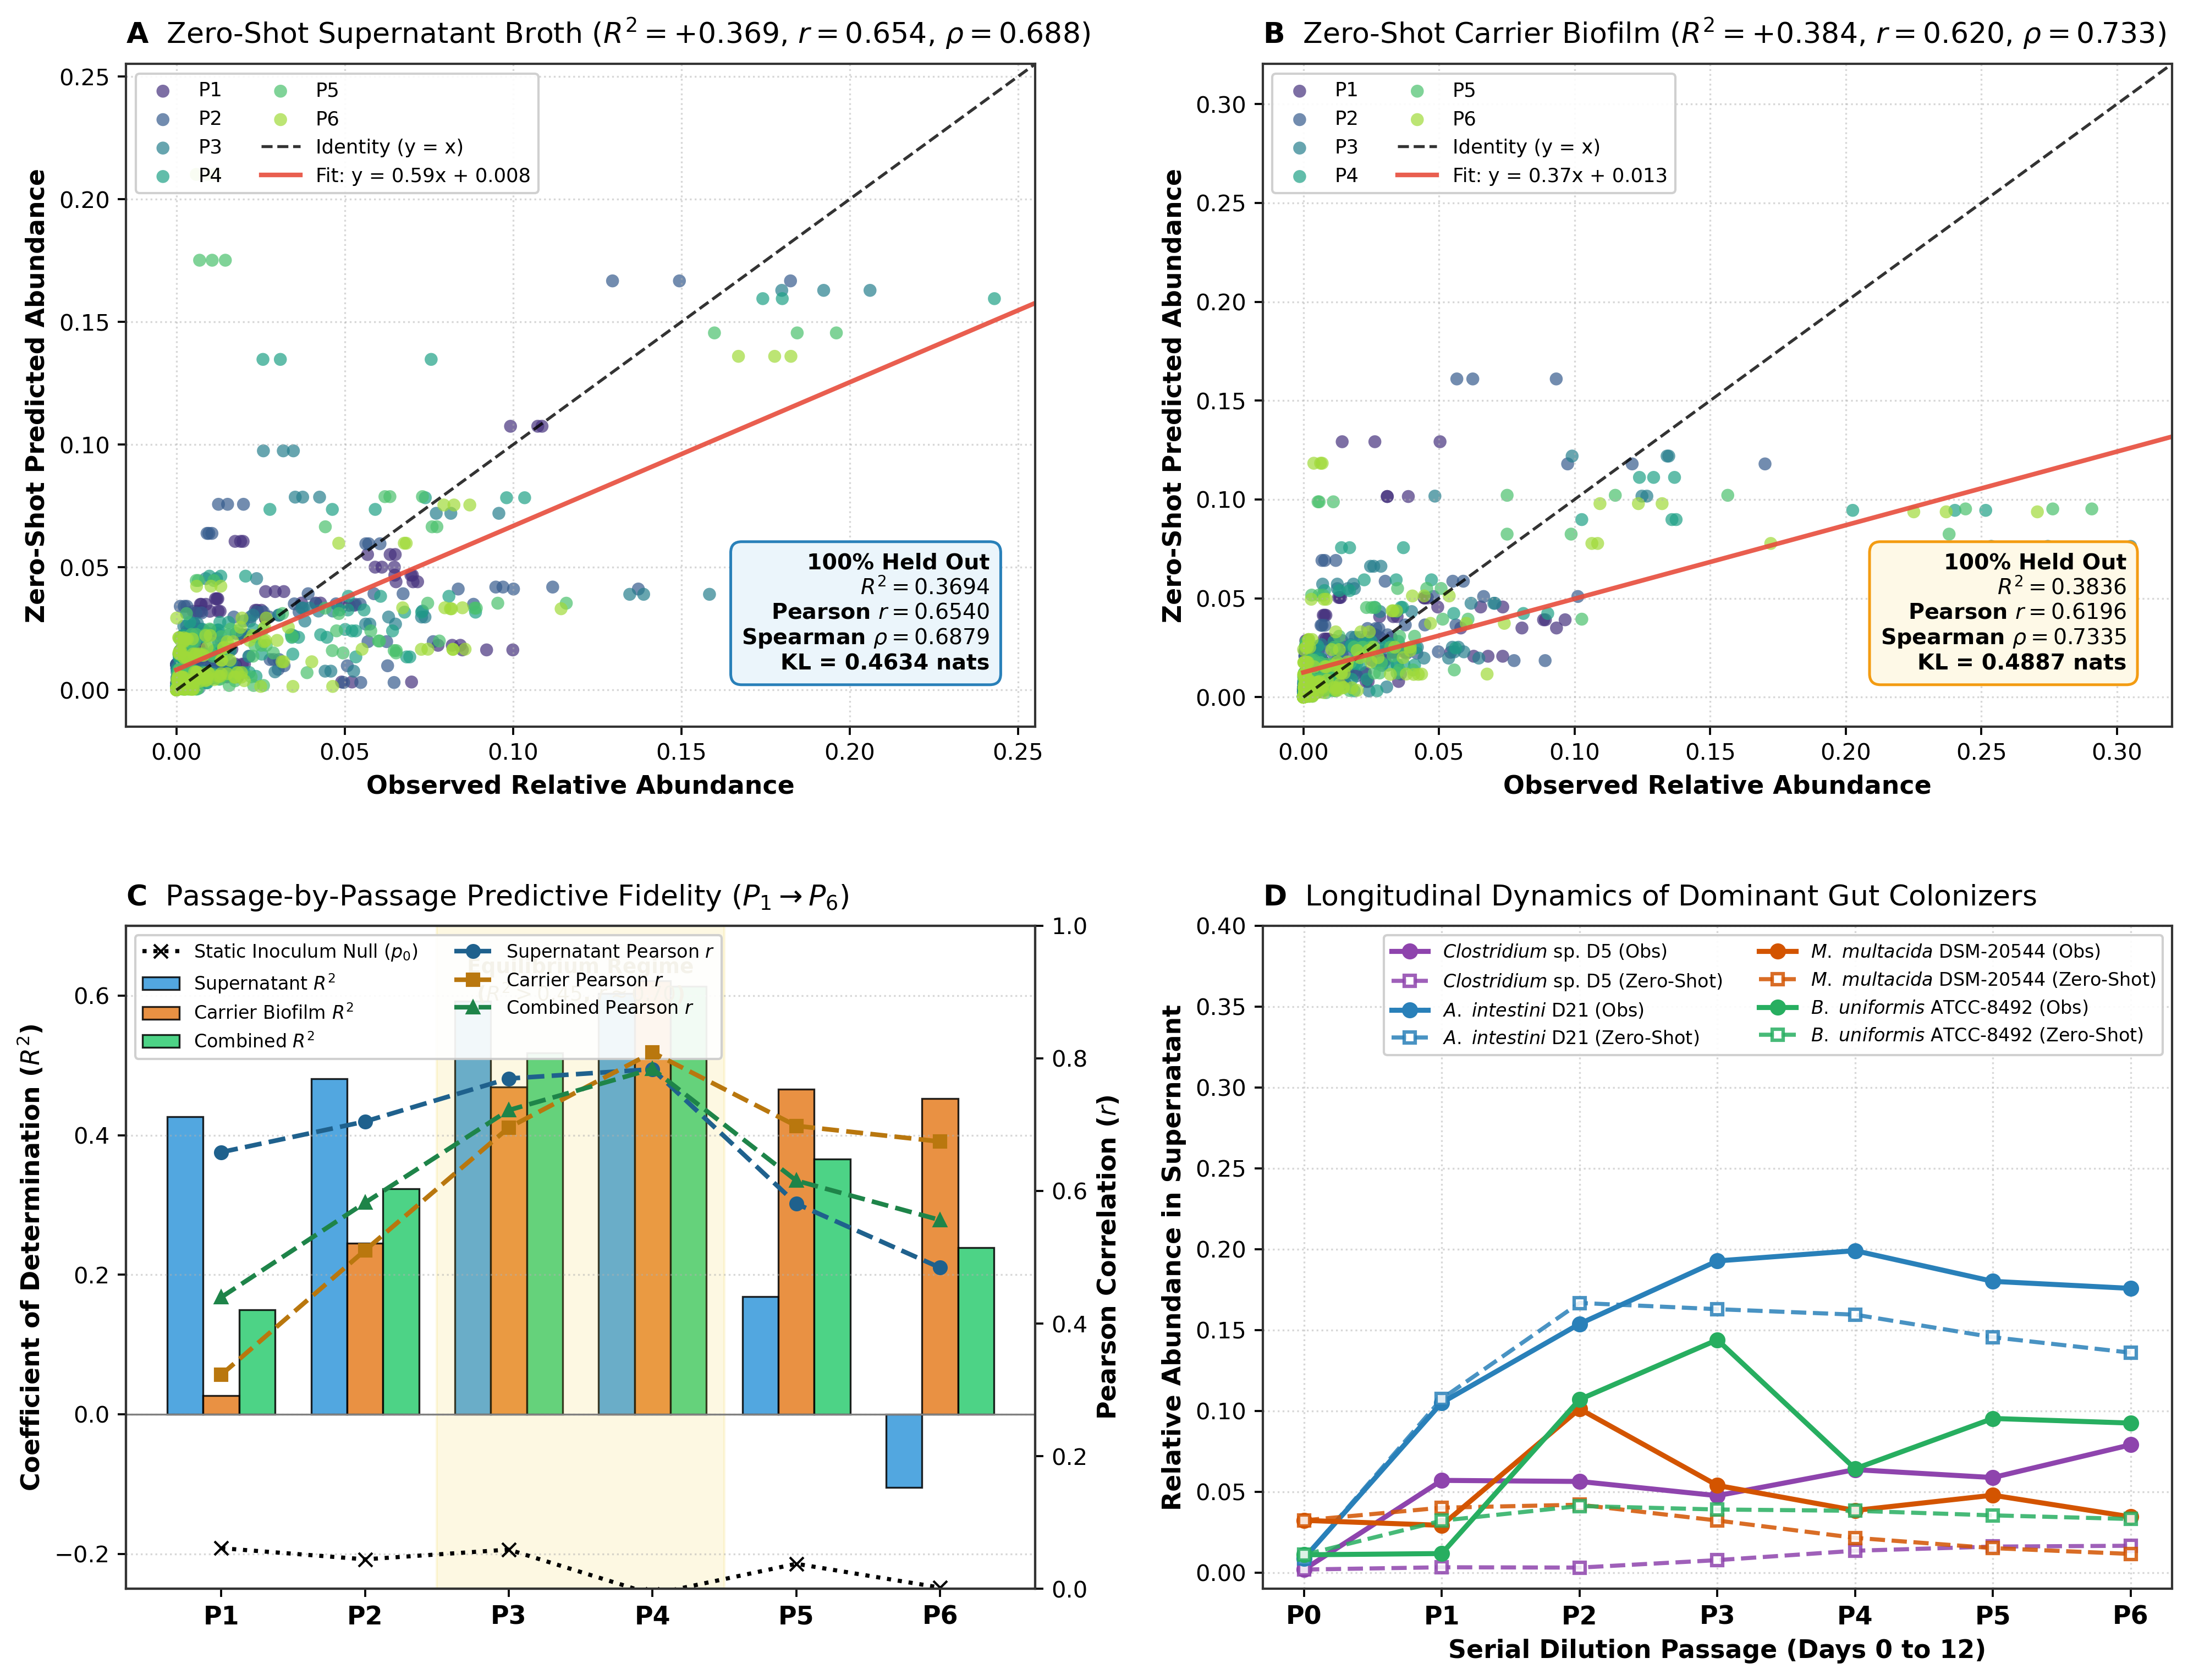 A Zero-Shot Supernatant Broth (R² = +0.369, r = 0.654, ρ = 0.688)
P1
P2
P3
P4
P5
P6
Identity (y = x)
Fit: y = 0.59x + 0.008
0.25
0.20
0.15
0.10
0.05
0.00
Zero-Shot Predicted Abundance
100% Held Out
R² = 0.3694
Pearson r = 0.6540
Spearman ρ = 0.6879
KL = 0.4634 nats
0.00 0.05 0.10 0.15 0.20 0.25
Observed Relative Abundance
B Zero-Shot Carrier Biofilm (R² = +0.384, r = 0.620, ρ = 0.733)
P1
P2
P3
P4
P5
P6
Identity (y = x)
Fit: y = 0.37x + 0.013
0.30
0.25
0.20
0.15
0.10
0.05
0.00
Zero-Shot Predicted Abundance
100% Held Out
R² = 0.3836
Pearson r = 0.6196
Spearman ρ = 0.7335
KL = 0.4887 nats
0.00 0.05 0.10 0.15 0.20 0.25 0.30
Observed Relative Abundance
C Passage-by-Passage Predictive Fidelity (P₁ → P₆)
Static Inoculum Null (p₀)
Supernatant R²
Carrier Biofilm R²
Combined R²
Supernatant Pearson r
Carrier Pearson r
Combined Pearson r
Equilibrium Regime
0.6
0.4
0.2
0.0
−0.2
Coefficient of Determination (R²)
1.0
0.8
0.6
0.4
0.2
0.0
Pearson Correlation (r)
P1 P2 P3 P4 P5 P6
D Longitudinal Dynamics of Dominant Gut Colonizers
Clostridium sp. D5 (Obs)
Clostridium sp. D5 (Zero-Shot)
A. intestini D21 (Obs)
A. intestini D21 (Zero-Shot)
M. multacida DSM-20544 (Obs)
M. multacida DSM-20544 (Zero-Shot)
B. uniformis ATCC-8492 (Obs)
B. uniformis ATCC-8492 (Zero-Shot)
0.40
0.35
0.30
0.25
0.20
0.15
0.10
0.05
0.00
Relative Abundance in Supernatant
P0 P1 P2 P3 P4 P5 P6
Serial Dilution Passage (Days 0 to 12)